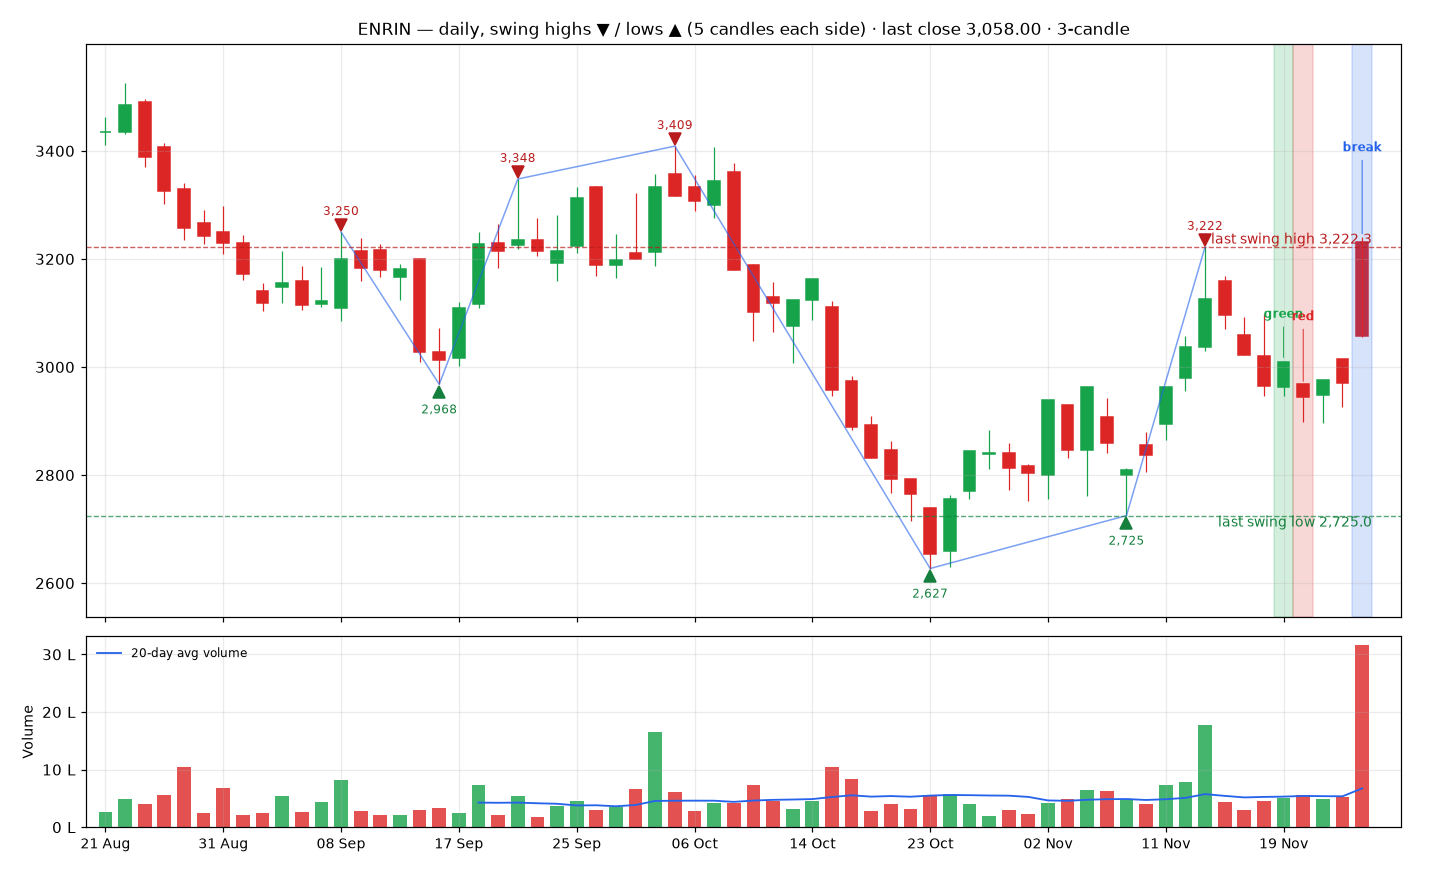 ENRIN — daily, swing highs ▼ / lows ▲ (5 candles each side) · last close 3,058.00 · 3-candle
break
3,409
3400
3,348
3,250
3,222
last swing high 3,222.3
3200
green
red
3000
2,968
2800
last swing low 2,725.0
2,725
2600
2,627
30 L
20-day avg volume
20 L
Volume
10 L
0 L
21 Aug
31 Aug
08 Sep
17 Sep
25 Sep
06 Oct
14 Oct
23 Oct
02 Nov
11 Nov
19 Nov